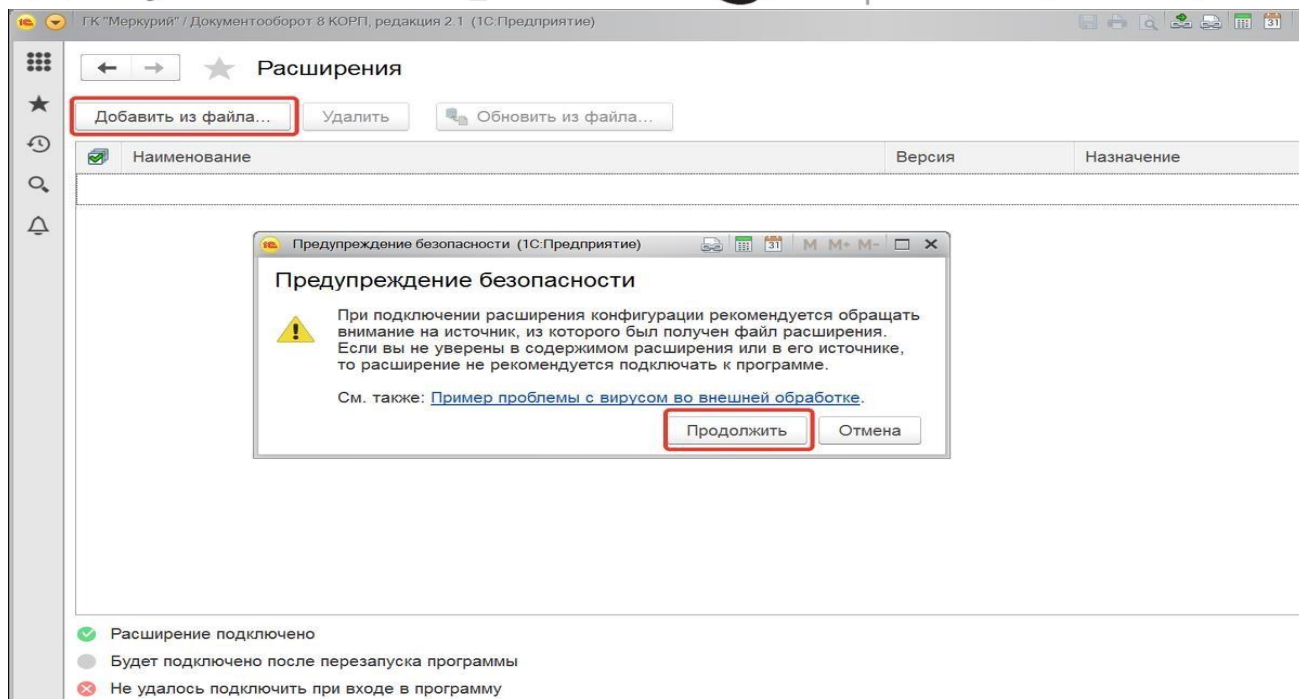 ГК "Меркурий" / Документооборот 8 КОРП, редакция 2.1 (1С:Предприятие)
Расширения
Добавить из файла...
Удалить
Обновить из файла...
Наименование
Версия
Назначение
Предупреждение безопасности (1С:Предприятие)
M M+ M-
Предупреждение безопасности
При подключении расширения конфигурации рекомендуется обращать
внимание на источник, из которого был получен файл расширения.
Если вы не уверены в содержимом расширения или в его источнике,
то расширение не рекомендуется подключать к программе.
См. также: Пример проблемы с вирусом во внешней обработке.
Продолжить
Отмена
Расширение подключено
Будет подключено после перезапуска программы
Не удалось подключить при входе в программу